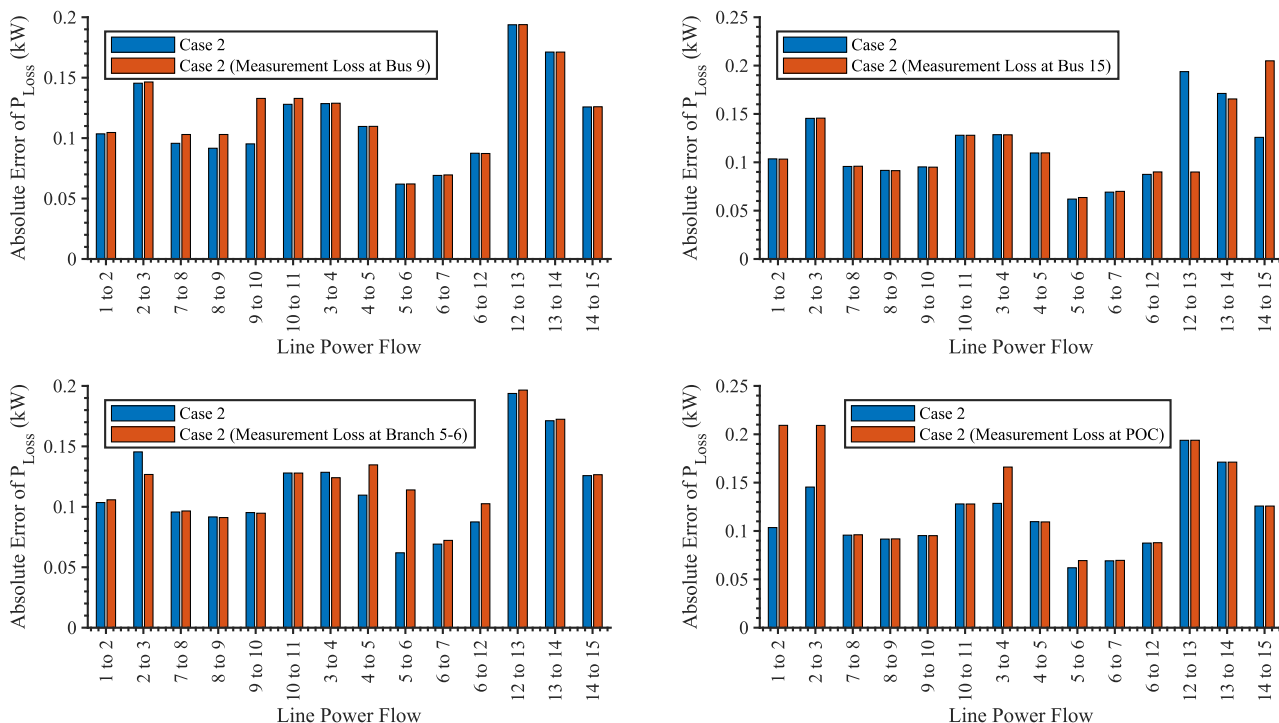 Absolute Error of P_Loss (kW)
0.2
0.15
0.1
0.05
0
Case 2
Case 2 (Measurement Loss at Bus 9)
1 to 2
2 to 3
7 to 8
8 to 9
9 to 10
10 to 11
3 to 4
4 to 5
5 to 6
6 to 7
6 to 12
12 to 13
13 to 14
14 to 15
Line Power Flow
Absolute Error of P_Loss (kW)
0.25
0.2
0.15
0.1
0.05
0
Case 2
Case 2 (Measurement Loss at Bus 15)
1 to 2
2 to 3
7 to 8
8 to 9
9 to 10
10 to 11
3 to 4
4 to 5
5 to 6
6 to 7
6 to 12
12 to 13
13 to 14
14 to 15
Line Power Flow
Absolute Error of P_Loss (kW)
0.2
0.15
0.1
0.05
0
Case 2
Case 2 (Measurement Loss at Branch 5-6)
1 to 2
2 to 3
7 to 8
8 to 9
9 to 10
10 to 11
3 to 4
4 to 5
5 to 6
6 to 7
6 to 12
12 to 13
13 to 14
14 to 15
Line Power Flow
Absolute Error of P_Loss (kW)
0.25
0.2
0.15
0.1
0.05
0
Case 2
Case 2 (Measurement Loss at POC)
1 to 2
2 to 3
7 to 8
8 to 9
9 to 10
10 to 11
3 to 4
4 to 5
5 to 6
6 to 7
6 to 12
12 to 13
13 to 14
14 to 15
Line Power Flow